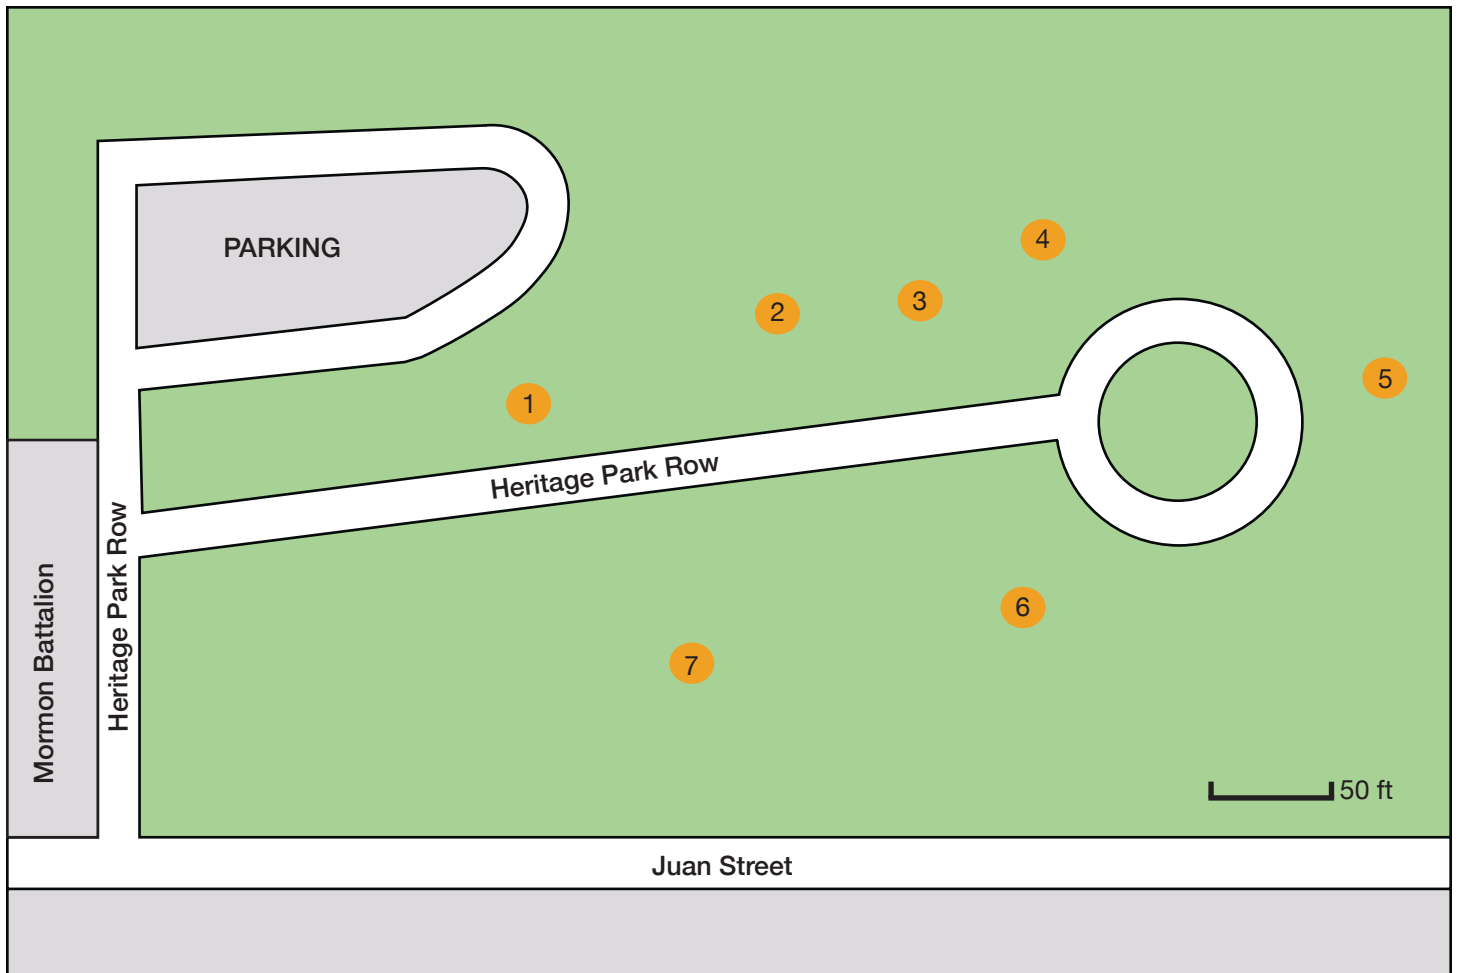 PARKING
4
3
2
5
1
Heritage Park Row
Heritage Park Row
Mormon Battalion
6
7
50 ft
Juan Street